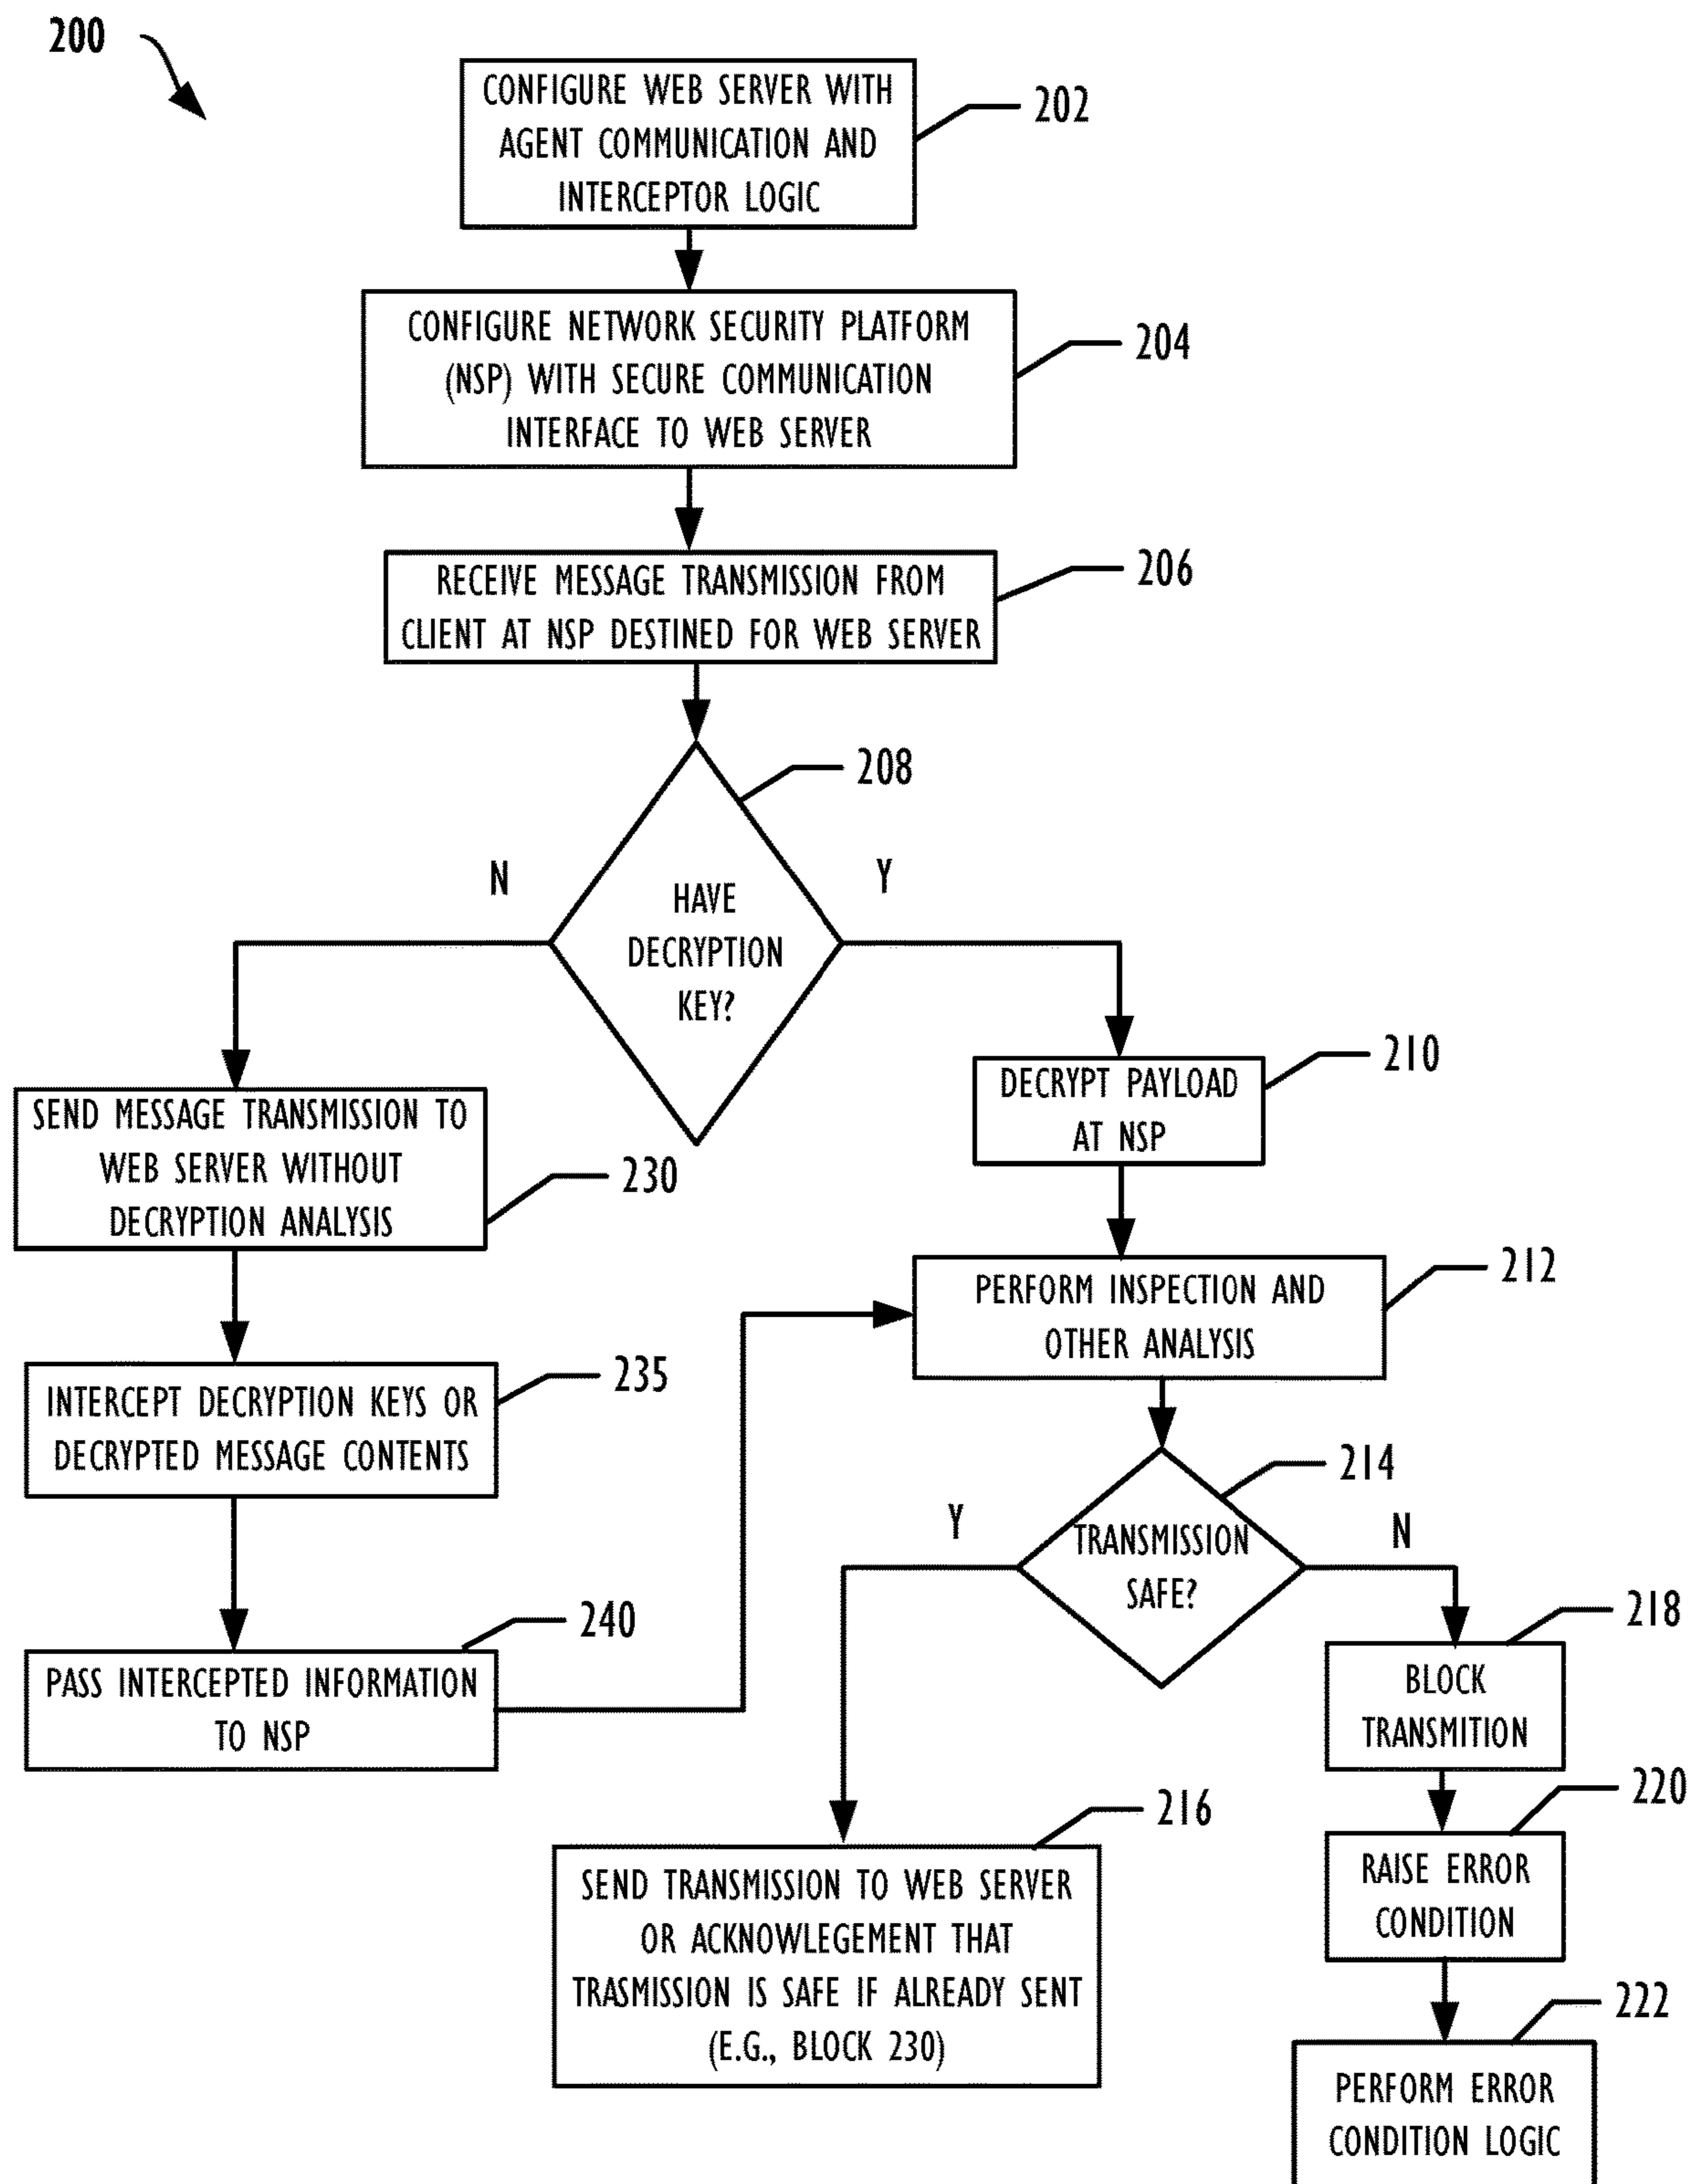 200
CONFIGURE WEB SERVER WITH
AGENT COMMUNICATION AND
INTERCEPTOR LOGIC
202
CONFIGURE NETWORK SECURITY PLATFORM
(NSP) WITH SECURE COMMUNICATION
INTERFACE TO WEB SERVER
204
RECEIVE MESSAGE TRANSMISSION FROM
CLIENT AT NSP DESTINED FOR WEB SERVER
206
208
N
Y
HAVE
DECRYPTION
KEY?
DECRYPT PAYLOAD
AT NSP
210
SEND MESSAGE TRANSMISSION TO
WEB SERVER WITHOUT
DECRYPTION ANALYSIS
230
PERFORM INSPECTION AND
OTHER ANALYSIS
212
INTERCEPT DECRYPTION KEYS OR
DECRYPTED MESSAGE CONTENTS
235
214
Y
N
TRANSMISSION
SAFE?
PASS INTERCEPTED INFORMATION
TO NSP
240
BLOCK
TRANSMITION
218
SEND TRANSMISSION TO WEB SERVER
OR ACKNOWLEGEMENT THAT
TRASMISSION IS SAFE IF ALREADY SENT
(E.G., BLOCK 230)
216
RAISE ERROR
CONDITION
220
PERFORM ERROR
CONDITION LOGIC
222